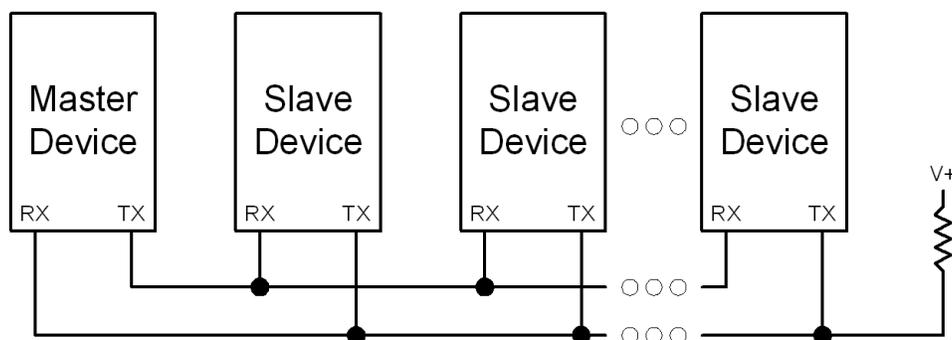 Master
Device
Slave
Device
Slave
Device
Slave
Device
V+
RX TX
RX TX
RX TX
RX TX